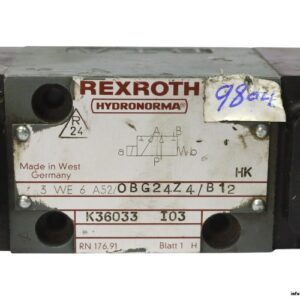 REXROTH
HYDRONORMA
9804
R
24
A B
a b
P
Made in West
Germany
HK
3 WE 6 A52/OBG24Z4/B12
K36033 I03
RN 176.91 Blatt 1 H